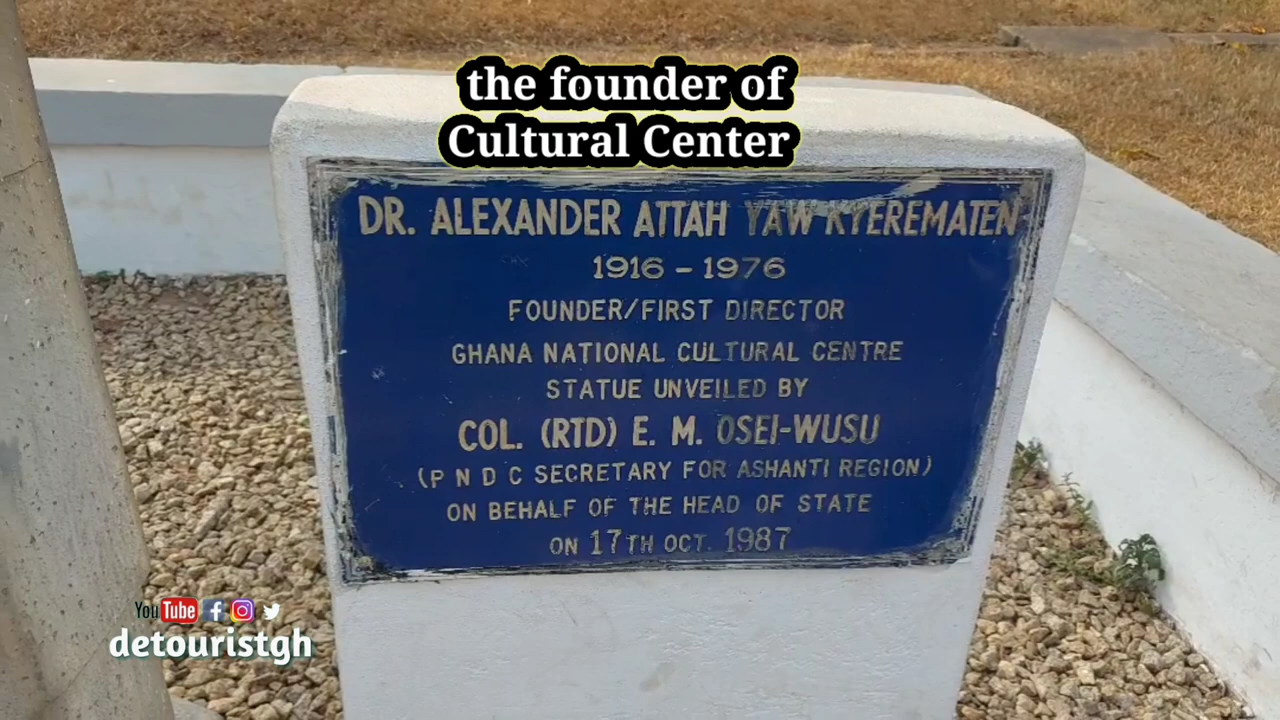 the founder of
Cultural Center
DR. ALEXANDER ATTAH YAW KYEREMATEN
1916 – 1976
FOUNDER/FIRST DIRECTOR
GHANA NATIONAL CULTURAL CENTRE
STATUE UNVEILED BY
COL. (RTD) E. M. OSEI-WUSU
(P N D C SECRETARY FOR ASHANTI REGION)
ON BEHALF OF THE HEAD OF STATE
ON 17TH OCT. 1987
YouTube
detouristgh